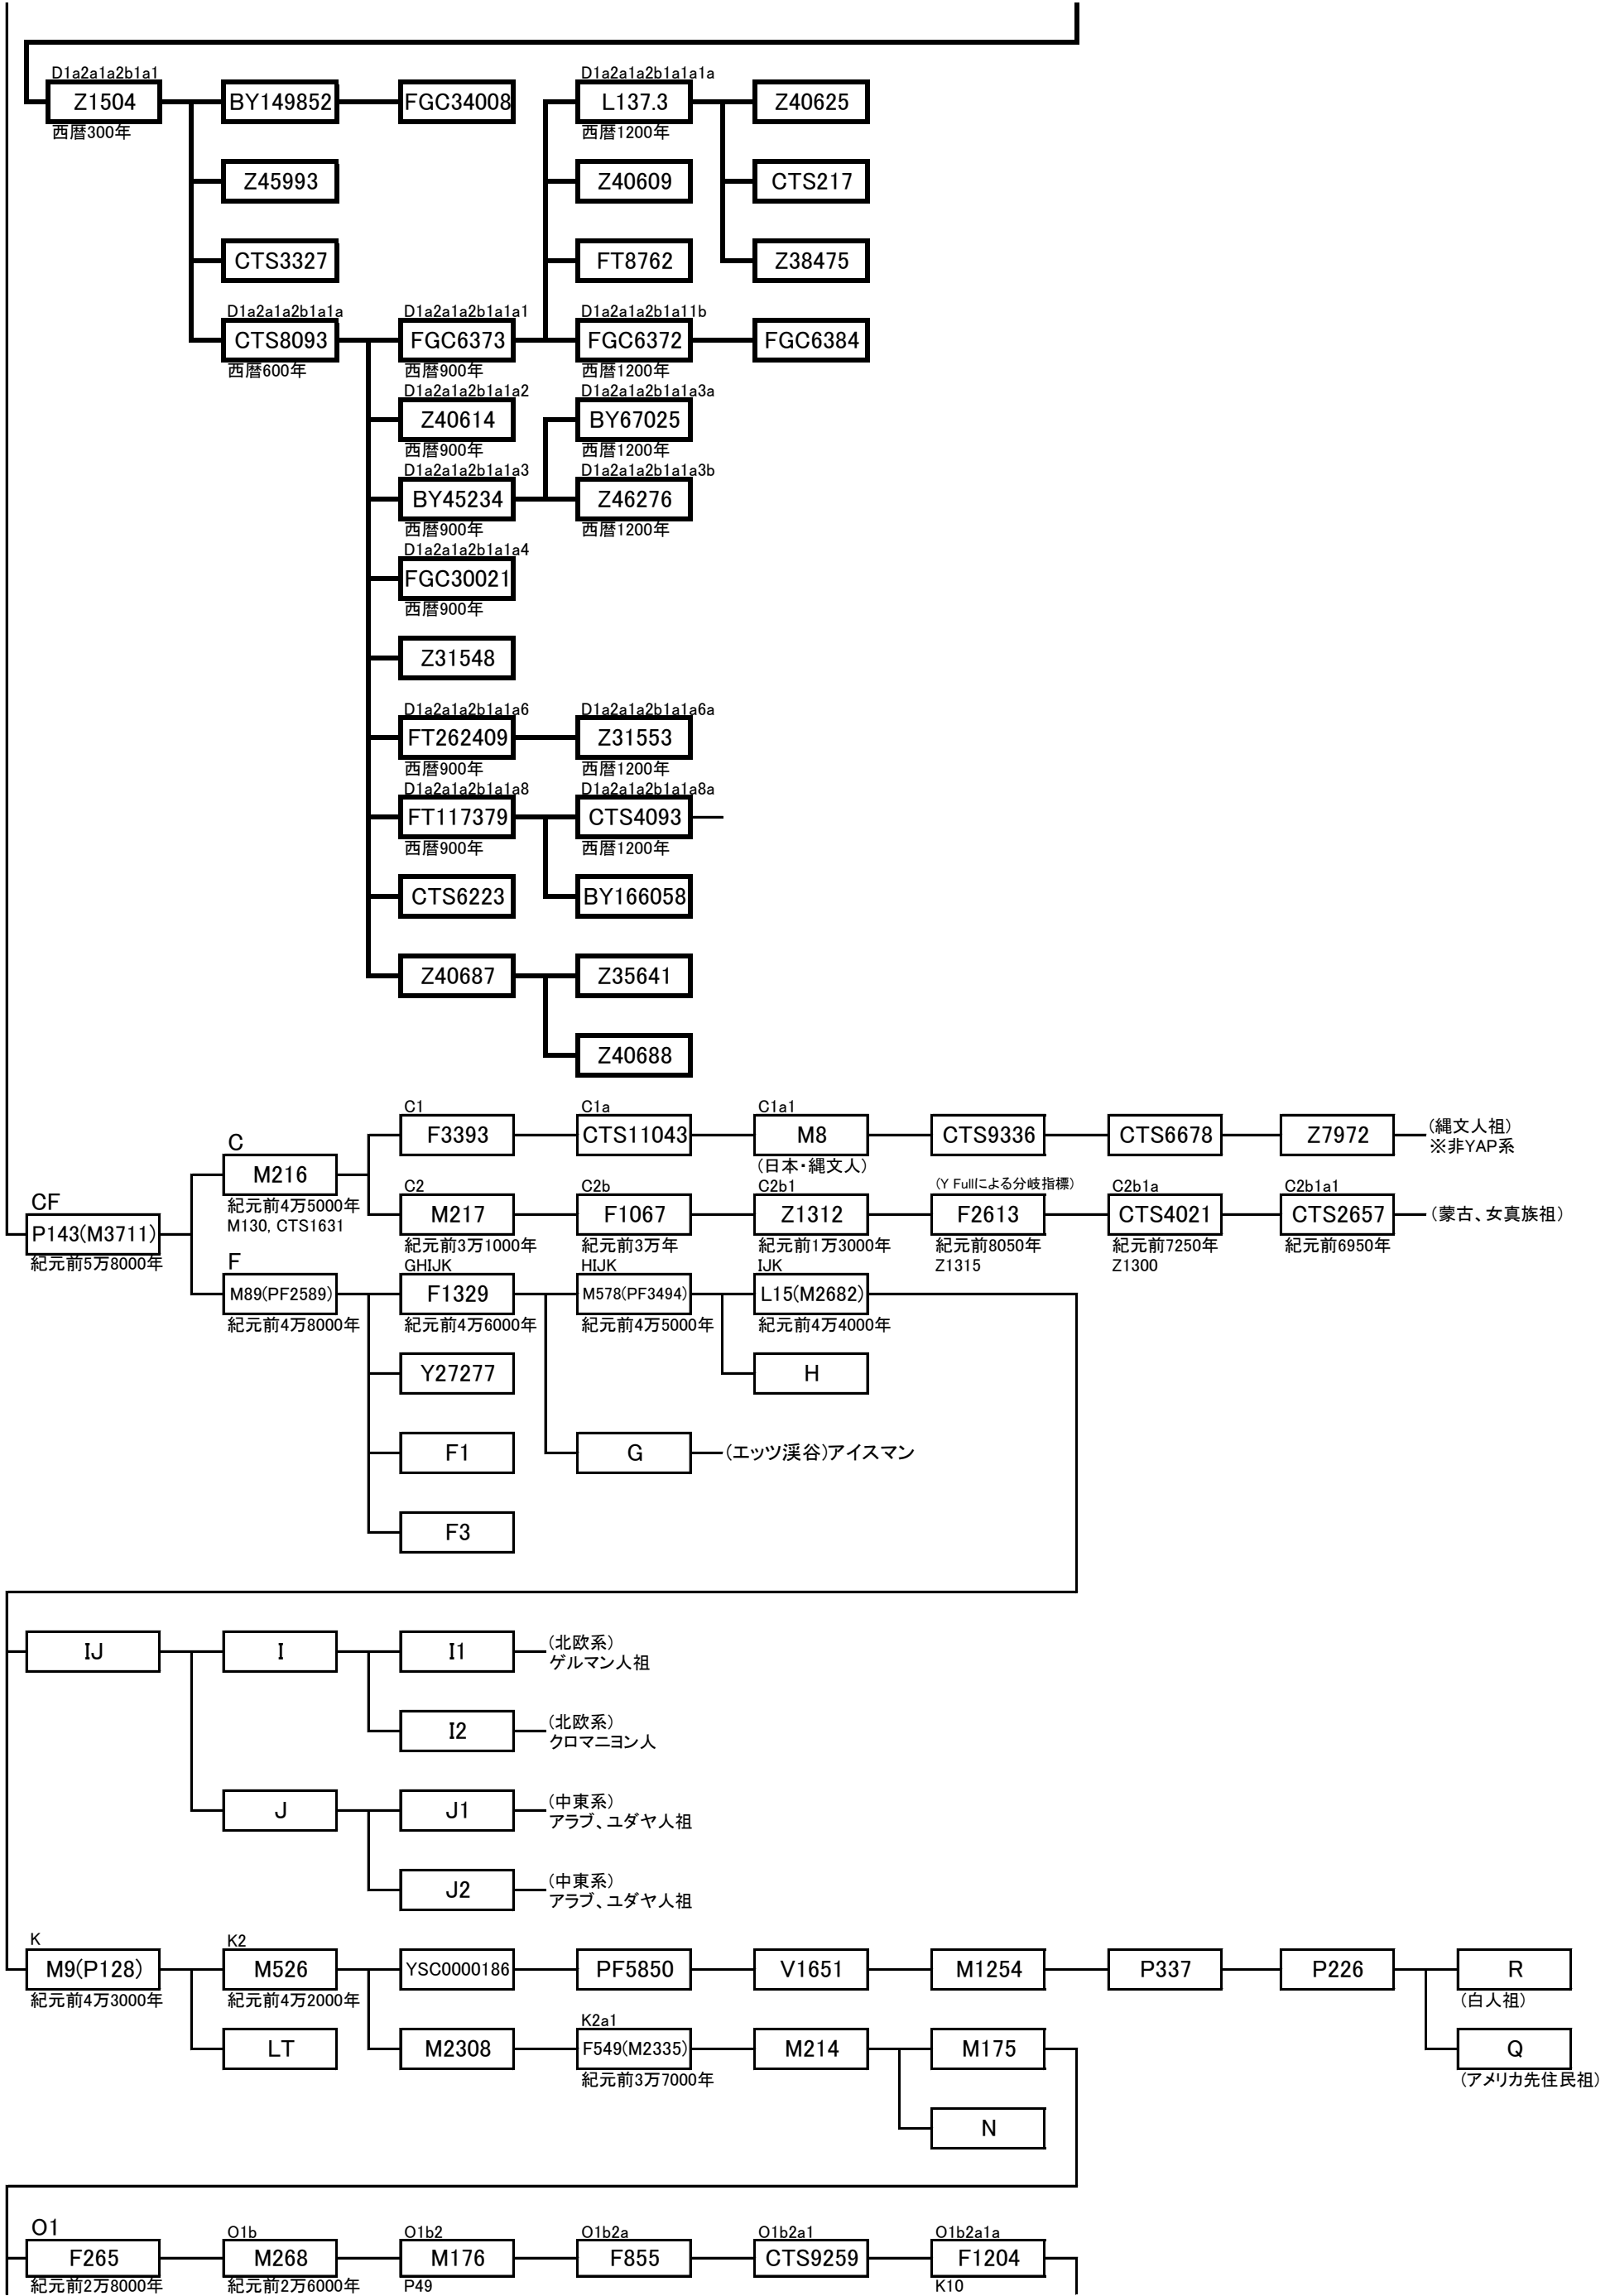 D1a2a1a2b1a1
Z1504
西暦300年
BY149852
FGC34008
D1a2a1a2b1a1a1a
L137.3
西暦1200年
Z40625
Z45993
Z40609
CTS217
CTS3327
FT8762
Z38475
D1a2a1a2b1a1a
CTS8093
西暦600年
D1a2a1a2b1a1a1
FGC6373
西暦900年
D1a2a1a2b1a11b
FGC6372
西暦1200年
FGC6384
D1a2a1a2b1a1a2
Z40614
西暦900年
D1a2a1a2b1a1a3a
BY67025
西暦1200年
D1a2a1a2b1a1a3
BY45234
西暦900年
D1a2a1a2b1a1a3b
Z46276
西暦1200年
D1a2a1a2b1a1a4
FGC30021
西暦900年
Z31548
D1a2a1a2b1a1a6
FT262409
西暦900年
D1a2a1a2b1a1a6a
Z31553
西暦1200年
D1a2a1a2b1a1a8
FT117379
西暦900年
D1a2a1a2b1a1a8a
CTS4093
西暦1200年
CTS6223
BY166058
Z40687
Z35641
Z40688
CF
P143(M3711)
紀元前5万8000年
C
M216
紀元前4万5000年
M130, CTS1631
C1
F3393
C1a
CTS11043
C1a1
M8
(日本・縄文人)
CTS9336
CTS6678
Z7972
(縄文人祖)
※非YAP系
C2
M217
紀元前3万1000年
C2b
F1067
紀元前3万年
C2b1
Z1312
紀元前1万3000年
(Y Fullによる分岐指標)
F2613
紀元前8050年
Z1315
C2b1a
CTS4021
紀元前7250年
Z1300
C2b1a1
CTS2657
紀元前6950年
(蒙古、女真族祖)
F
M89(PF2589)
紀元前4万8000年
GHIJK
F1329
紀元前4万6000年
HIJK
M578(PF3494)
紀元前4万5000年
IJK
L15(M2682)
紀元前4万4000年
Y27277
H
F1
G
(エッツ渓谷)アイスマン
F3
IJ
I
I1
(北欧系)
ゲルマン人祖
I2
(北欧系)
クロマニヨン人
J
J1
(中東系)
アラブ、ユダヤ人祖
J2
(中東系)
アラブ、ユダヤ人祖
K
M9(P128)
紀元前4万3000年
K2
M526
紀元前4万2000年
YSC0000186
PF5850
V1651
M1254
P337
P226
R
(白人祖)
LT
M2308
K2a1
F549(M2335)
紀元前3万7000年
M214
M175
Q
(アメリカ先住民祖)
N
O1
F265
紀元前2万8000年
O1b
M268
紀元前2万6000年
O1b2
M176
P49
O1b2a
F855
O1b2a1
CTS9259
O1b2a1a
F1204
K10